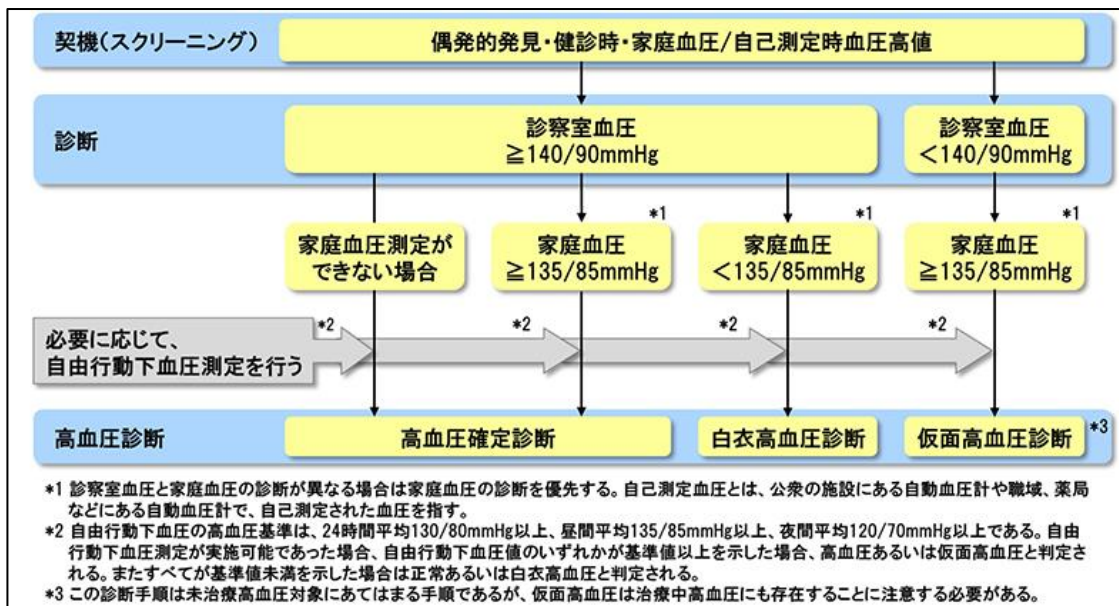 契機(スクリーニング)
偶発的発見・健診時・家庭血圧/自己測定時血圧高値
診断
診察室血圧
≧140/90mmHg
診察室血圧
<140/90mmHg
家庭血圧測定が
できない場合
*1
家庭血圧
≧135/85mmHg
*1
家庭血圧
<135/85mmHg
*1
家庭血圧
≧135/85mmHg
必要に応じて、
自由行動下血圧測定を行う
*2
*2
*2
*2
高血圧診断
高血圧確定診断
白衣高血圧診断
仮面高血圧診断
*3
*1 診察室血圧と家庭血圧の診断が異なる場合は家庭血圧の診断を優先する。自己測定血圧とは、公衆の施設にある自動血圧計や職域、薬局
などにある自動血圧計で、自己測定された血圧を指す。
*2 自由行動下血圧の高血圧基準は、24時間平均130/80mmHg以上、昼間平均135/85mmHg以上、夜間平均120/70mmHg以上である。自由
行動下血圧測定が実施可能であった場合、自由行動下血圧値のいずれかが基準値以上を示した場合、高血圧あるいは仮面高血圧と判定さ
れる。またすべてが基準値未満を示した場合は正常あるいは白衣高血圧と判定される。
*3 この診断手順は未治療高血圧対象にあてはまる手順であるが、仮面高血圧は治療中高血圧にも存在することに注意する必要がある。